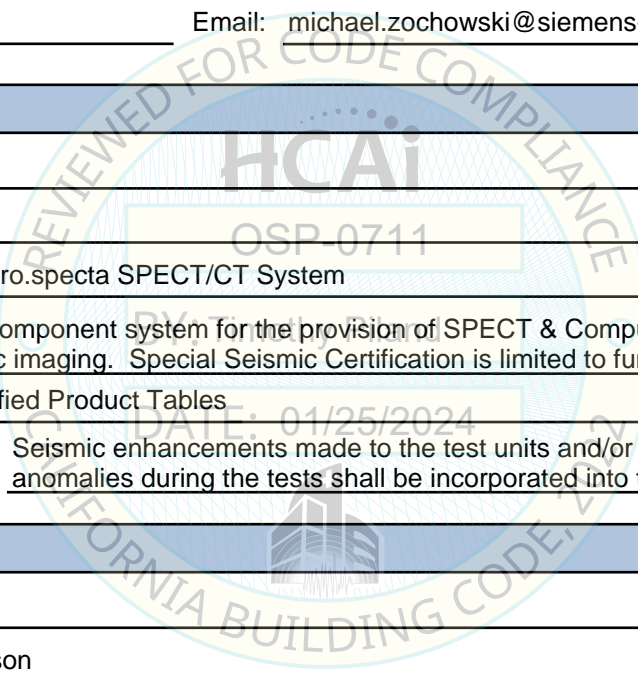 Email: michael.zochowski@siemens
REVIEWED FOR CODE COMPLIANCE
HCAi
OSP-0711
ro.specta SPECT/CT System
BY: Timothy Piland
omponent system for the provision of SPECT & Compu
c imaging. Special Seismic Certification is limited to fu
fied Product Tables
DATE: 01/25/2024
Seismic enhancements made to the test units and/or
anomalies during the tests shall be incorporated into
CALIFORNIA BUILDING CODE, 2022
son